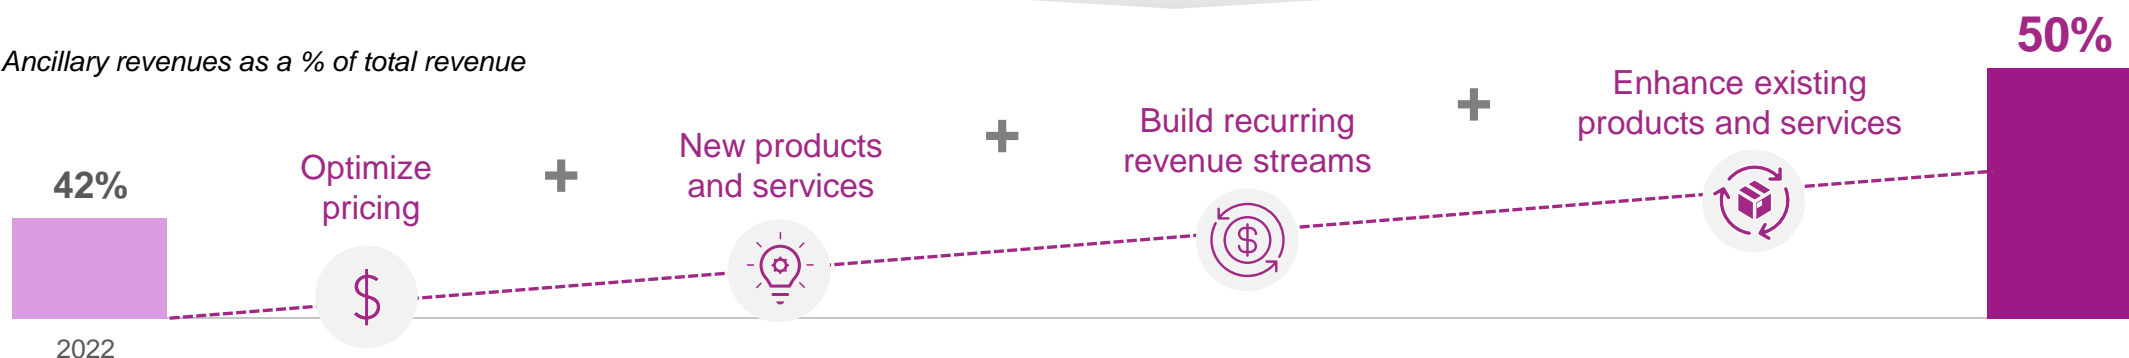 Ancillary revenues as a % of total revenue
42%
2022
Optimize
pricing
+
New products
and services
+
Build recurring
revenue streams
+
Enhance existing
products and services
50%
$
$